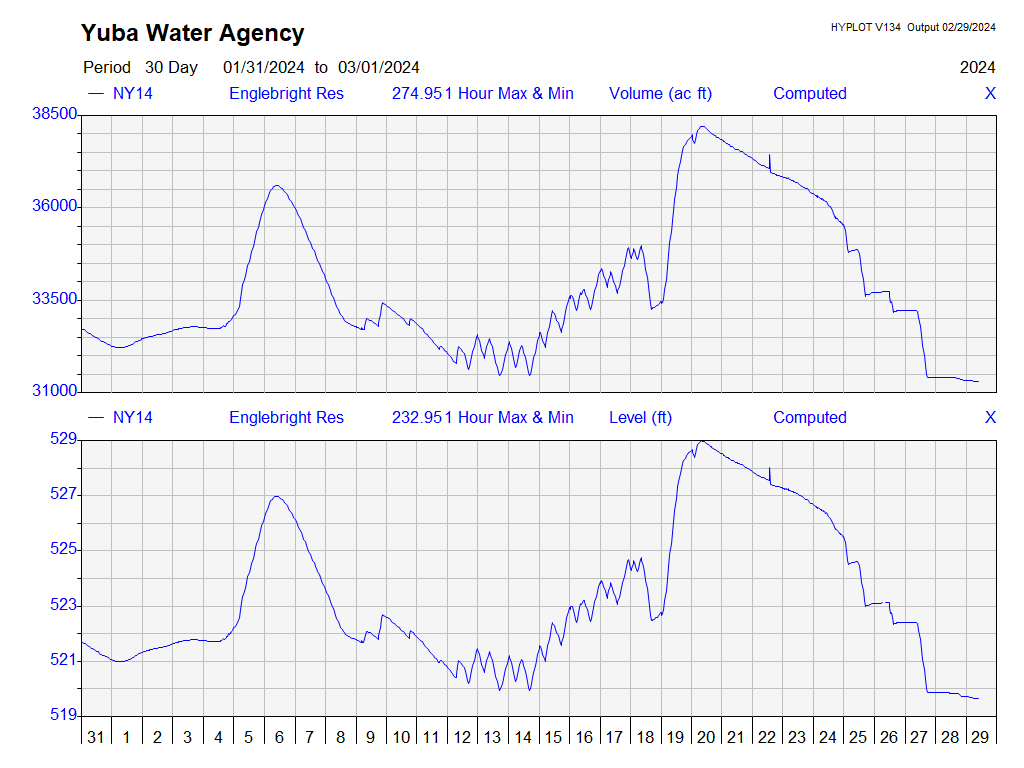 Yuba Water Agency
HYPLOT V134 Output 02/29/2024
Period 30 Day 01/31/2024 to 03/01/2024 2024
NY14 Englebright Res 274.951 Hour Max & Min Volume (ac ft) Computed X
38500
36000
33500
31000
NY14 Englebright Res 232.951 Hour Max & Min Level (ft) Computed X
529
527
525
523
521
519
31 1 2 3 4 5 6 7 8 9 10 11 12 13 14 15 16 17 18 19 20 21 22 23 24 25 26 27 28 29